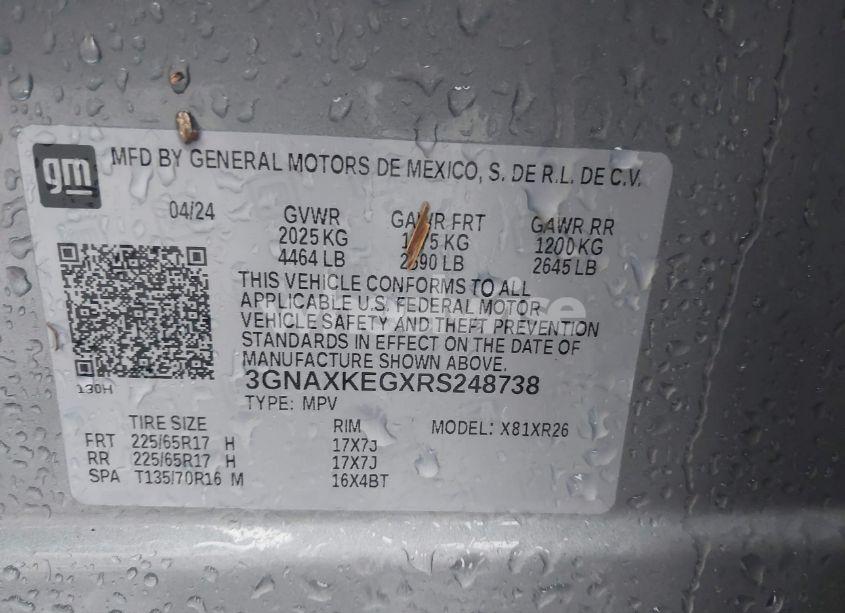 gm
MFD BY GENERAL MOTORS DE MEXICO, S. DE R.L. DE C.V.
04/24 GVWR GAWR FRT GAWR RR
2025 KG KG 1200 KG
4464 LB LB 2645 LB
THIS VEHICLE CONFORMS TO ALL
APPLICABLE U.S. FEDERAL MOTOR
VEHICLE SAFETY AND THEFT PREVENTION
STANDARDS IN EFFECT ON THE DATE OF
MANUFACTURE SHOWN ABOVE.
130H
3GNAXKEGXRS248738
TYPE: MPV
TIRE SIZE RIM MODEL: X81XR26
FRT 225/65R17 H 17X7J
RR 225/65R17 H 17X7J
SPA T135/70R16 M 16X4BT